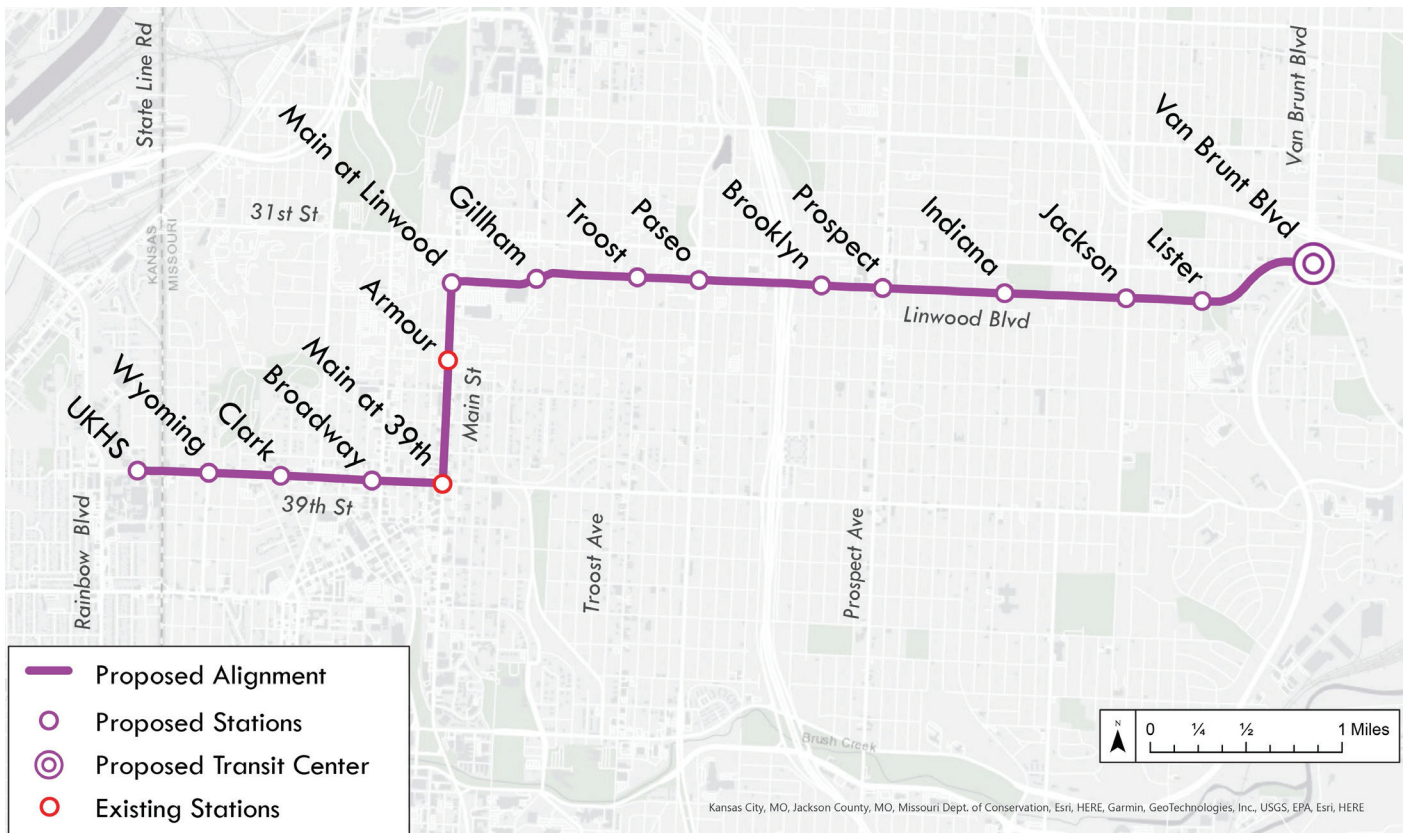 State Line Rd
Van Brunt Blvd
Van Brunt Blvd
Main at Linwood
31st St
KANSAS
MISSOURI
Gillham
Troost
Paseo
Brooklyn
Prospect
Indiana
Jackson
Lister
Linwood Blvd
Armour
Main at 39th
Main St
Broadway
Clark
Wyoming
UKHS
39th St
Rainbow Blvd
Troost Ave
Prospect Ave
Brush Creek
Proposed Alignment
Proposed Stations
Proposed Transit Center
Existing Stations
N
0 ¼ ½ 1 Miles
Kansas City, MO, Jackson County, MO, Missouri Dept. of Conservation, Esri, HERE, Garmin, GeoTechnologies, Inc., USGS, EPA, Esri, HERE